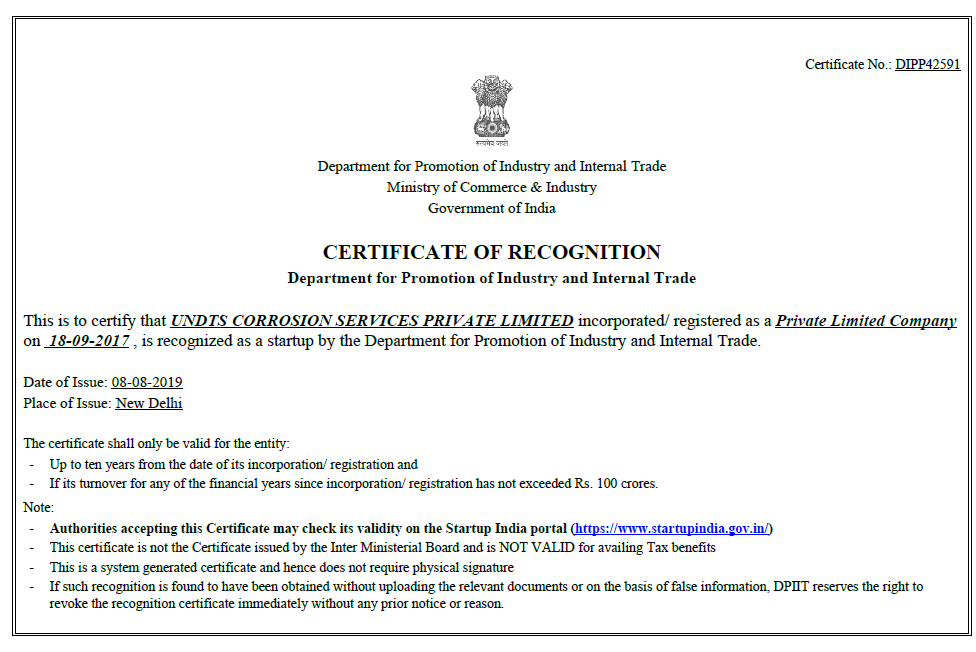 Certificate No.: DIPP42591
सत्यमेव जयते
Department for Promotion of Industry and Internal Trade
Ministry of Commerce & Industry
Government of India
CERTIFICATE OF RECOGNITION
Department for Promotion of Industry and Internal Trade
This is to certify that UNDTS CORROSION SERVICES PRIVATE LIMITED incorporated/ registered as a Private Limited Company
on 18-09-2017 , is recognized as a startup by the Department for Promotion of Industry and Internal Trade.
Date of Issue: 08-08-2019
Place of Issue: New Delhi
The certificate shall only be valid for the entity:
- Up to ten years from the date of its incorporation/ registration and
- If its turnover for any of the financial years since incorporation/ registration has not exceeded Rs. 100 crores.
Note:
- Authorities accepting this Certificate may check its validity on the Startup India portal (https://www.startupindia.gov.in/)
- This certificate is not the Certificate issued by the Inter Ministerial Board and is NOT VALID for availing Tax benefits
- This is a system generated certificate and hence does not require physical signature
- If such recognition is found to have been obtained without uploading the relevant documents or on the basis of false information, DPIIT reserves the right to
revoke the recognition certificate immediately without any prior notice or reason.